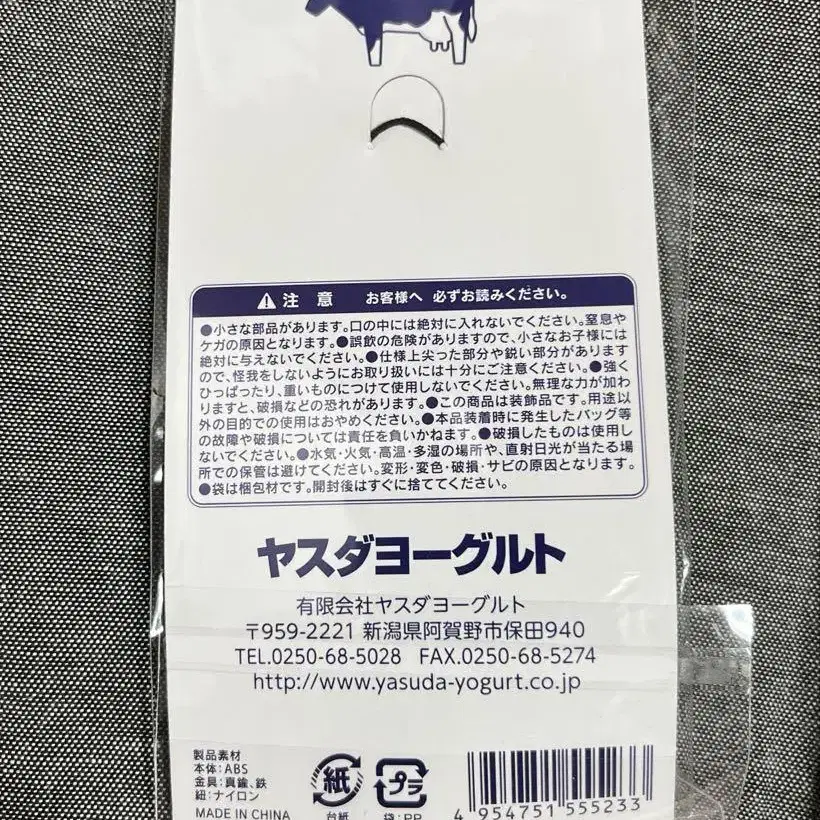 注意 お客様へ 必ずお読みください。
●小さな部品があります。口の中には絶対に入れないでください。窒息や
ケガの原因となります。●誤飲の危険がありますので、小さなお子様には
絶対に与えないでください。●仕様上尖った部分や鋭い部分があります
ので、怪我をしないようにお取り扱いには十分にご注意ください。●強く
ひっぱったり、重いものにつけて使用しないでください。無理な力が加わ
りますと、破損などの恐れがあります。●この商品は装飾品です。用途以
外の目的での使用はおやめください。●本品装着時に発生したバッグ等
の故障や破損については責任を負いかねます。●破損したものは使用し
ないでください。●水気・火気・高温・多湿の場所や、直射日光が当たる場
所での保管は避けてください。変形・変色・破損・サビの原因となります。
●袋は梱包材です。開封後はすぐに捨ててください。
ヤスダヨーグルト
有限会社ヤスダヨーグルト
〒959-2221 新潟県阿賀野市保田940
TEL.0250-68-5028 FAX.0250-68-5274
http://www.yasuda-yogurt.co.jp
製品素材
本体:ABS
金具:真鍮、鉄
紐:ナイロン
MADE IN CHINA
紙
台紙
プラ
袋:PP
4 954751 555233